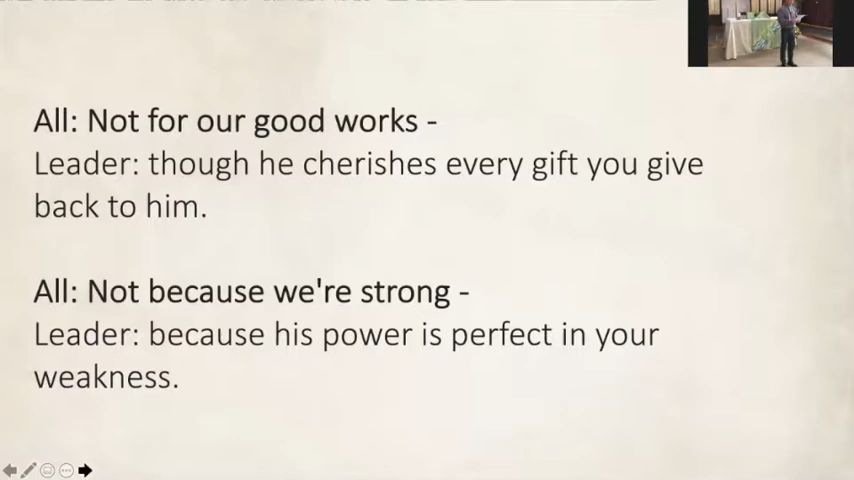 All: Not for our good works -
Leader: though he cherishes every gift you give
back to him.
All: Not because we're strong -
Leader: because his power is perfect in your
weakness.